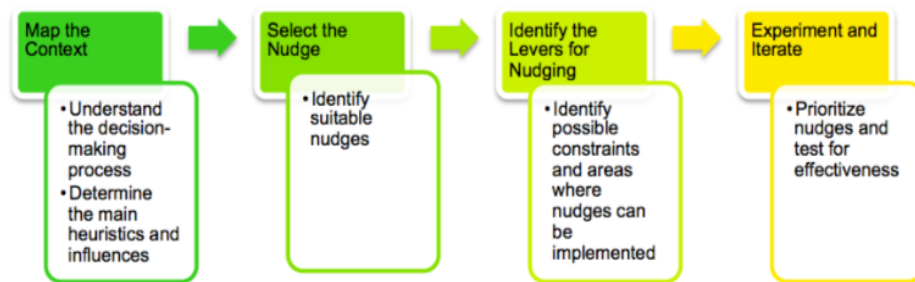 Map the
Context
• Understand
the decision-
making
process
• Determine
the main
heuristics and
influences
Select the
Nudge
• Identify
suitable
nudges
Identify the
Levers for
Nudging
• Identify
possible
constraints
and areas
where
nudges can
be
implemented
Experiment and
Iterate
• Prioritize
nudges and
test for
effectiveness